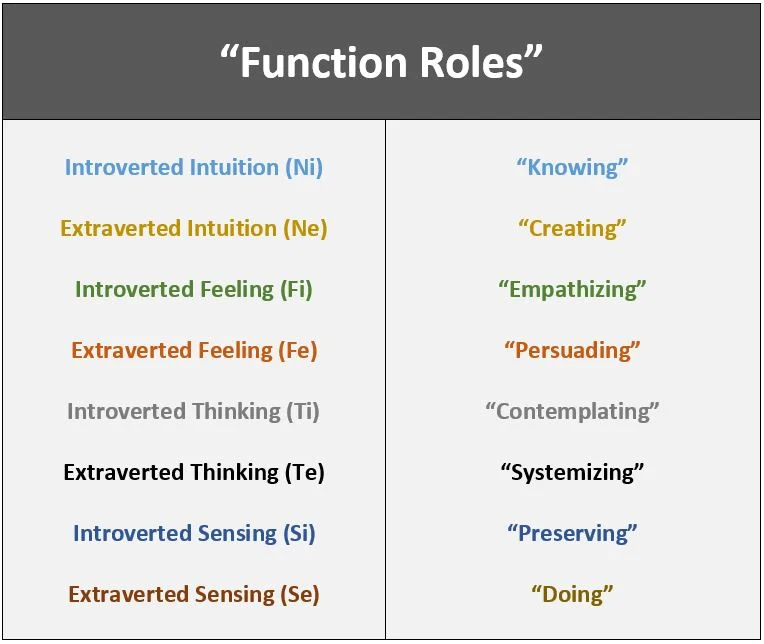 “Function Roles”
Introverted Intuition (Ni) “Knowing”
Extraverted Intuition (Ne) “Creating”
Introverted Feeling (Fi) “Empathizing”
Extraverted Feeling (Fe) “Persuading”
Introverted Thinking (Ti) “Contemplating”
Extraverted Thinking (Te) “Systemizing”
Introverted Sensing (Si) “Preserving”
Extraverted Sensing (Se) “Doing”